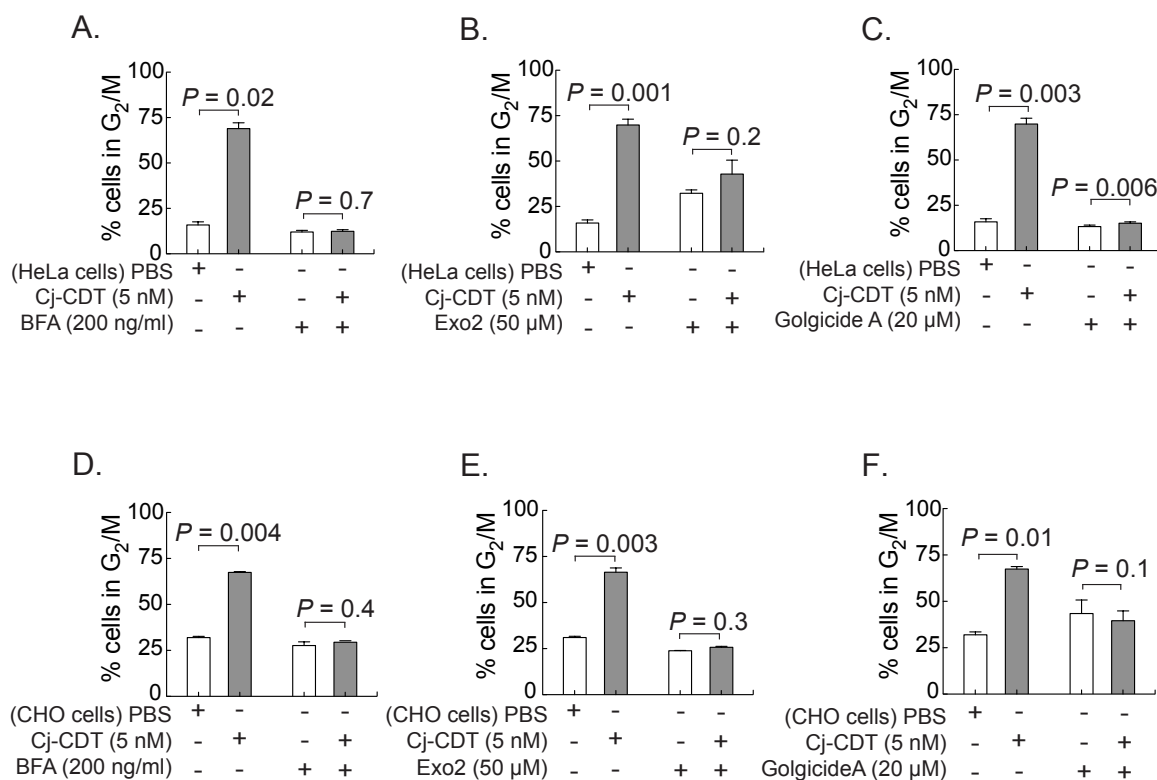 A.
100
75
50
25
0
% cells in G2/M
P = 0.02
P = 0.7
(HeLa cells) PBS + - - -
Cj-CDT (5 nM) - + - +
BFA (200 ng/ml) - - + +
B.
100
75
50
25
0
% cells in G2/M
P = 0.001
P = 0.2
(HeLa cells) PBS + - - -
Cj-CDT (5 nM) - + - +
Exo2 (50 µM) - - + +
C.
100
75
50
25
0
% cells in G2/M
P = 0.003
P = 0.006
(HeLa cells) PBS + - - -
Cj-CDT (5 nM) - + - +
Golgicide A (20 µM) - - + +
D.
100
75
50
25
0
% cells in G2/M
P = 0.004
P = 0.4
(CHO cells) PBS + - - -
Cj-CDT (5 nM) - + - +
BFA (200 ng/ml) - - + +
E.
100
75
50
25
0
% cells in G2/M
P = 0.003
P = 0.3
(CHO cells) PBS + - - -
Cj-CDT (5 nM) - + - +
Exo2 (50 µM) - - + +
F.
100
75
50
25
0
% cells in G2/M
P = 0.01
P = 0.1
(CHO cells) PBS + - - -
Cj-CDT (5 nM) - + - +
GolgicideA (20 µM) - - + +